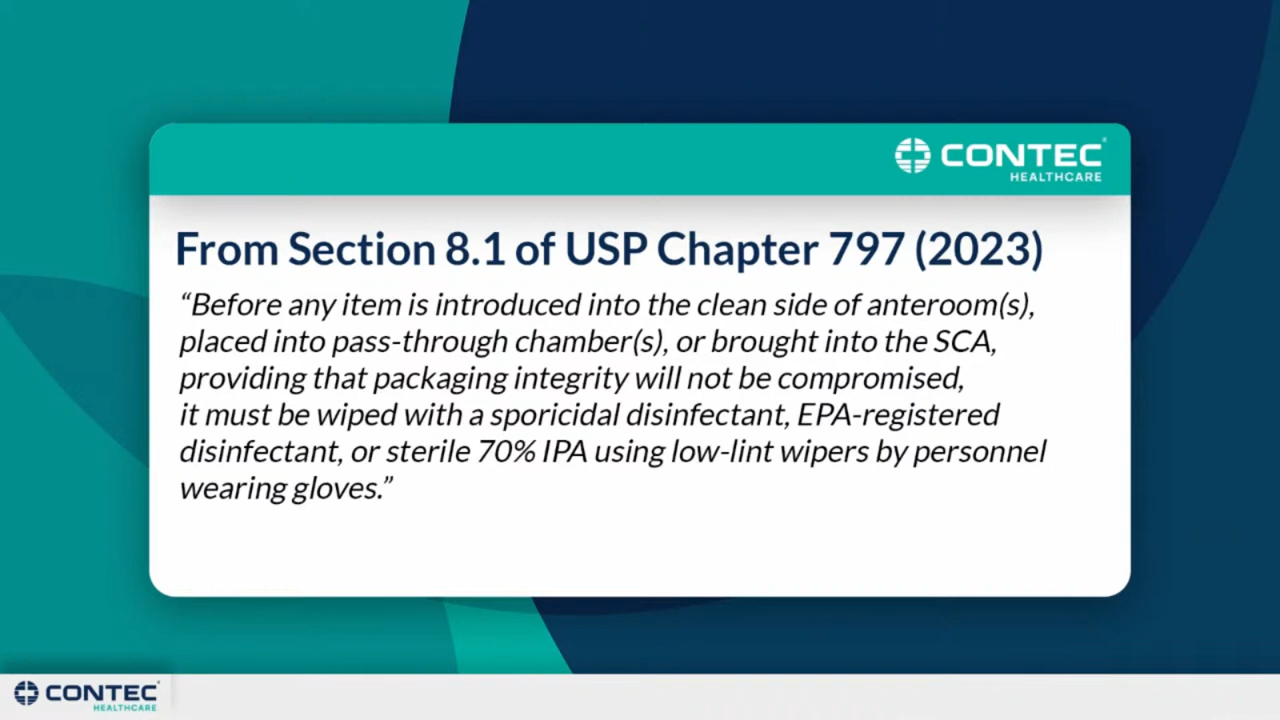 CONTEC
HEALTHCARE
From Section 8.1 of USP Chapter 797 (2023)
“Before any item is introduced into the clean side of anteroom(s),
placed into pass-through chamber(s), or brought into the SCA,
providing that packaging integrity will not be compromised,
it must be wiped with a sporicidal disinfectant, EPA-registered
disinfectant, or sterile 70% IPA using low-lint wipers by personnel
wearing gloves.”
CONTEC
HEALTHCARE